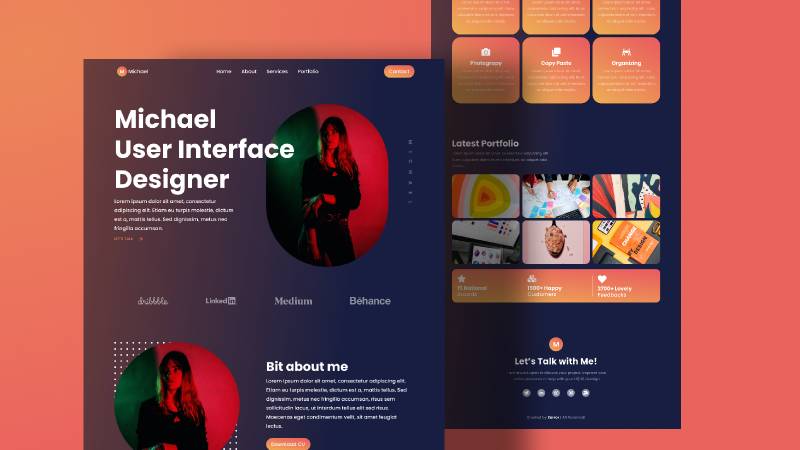 M Michael
Home About Services Portfolio
Contact
Michael
User Interface
Designer
Lorem ipsum dolor sit amet, consectetur
adipiscing elit. Etiam eu turpis molestie, dictum
est a, mattis tellus. Sed dignissim, metus nec
fringilla accumsan.
LET'S TALK
MICHAEL
dribbble
Linkedin
Medium
Behance
Bit about me
Lorem ipsum dolor sit amet, consectetur adipiscing elit.
Etiam eu turpis molestie, dictum est a, mattis tellus. Sed
dignissim, metus nec fringilla accumsan, risus sem
sollicitudin lacus, ut interdum tellus elit sed risus.
Maecenas eget condimentum velit, sit amet feugiat
lectus.
Download CV
Photograpy
Copy Paste
Organizing
Latest Portfolio
15 National
Awards
1500+ Happy
Customers
2700+ Lovely
Feedbacks
M
Let's Talk with Me!